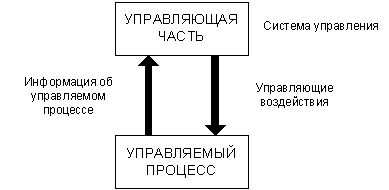 УПРАВЛЯЮЩАЯ
ЧАСТЬ
Система управления
Информация об
управляемом
процессе
Управляющие
воздействия
УПРАВЛЯЕМЫЙ
ПРОЦЕСС